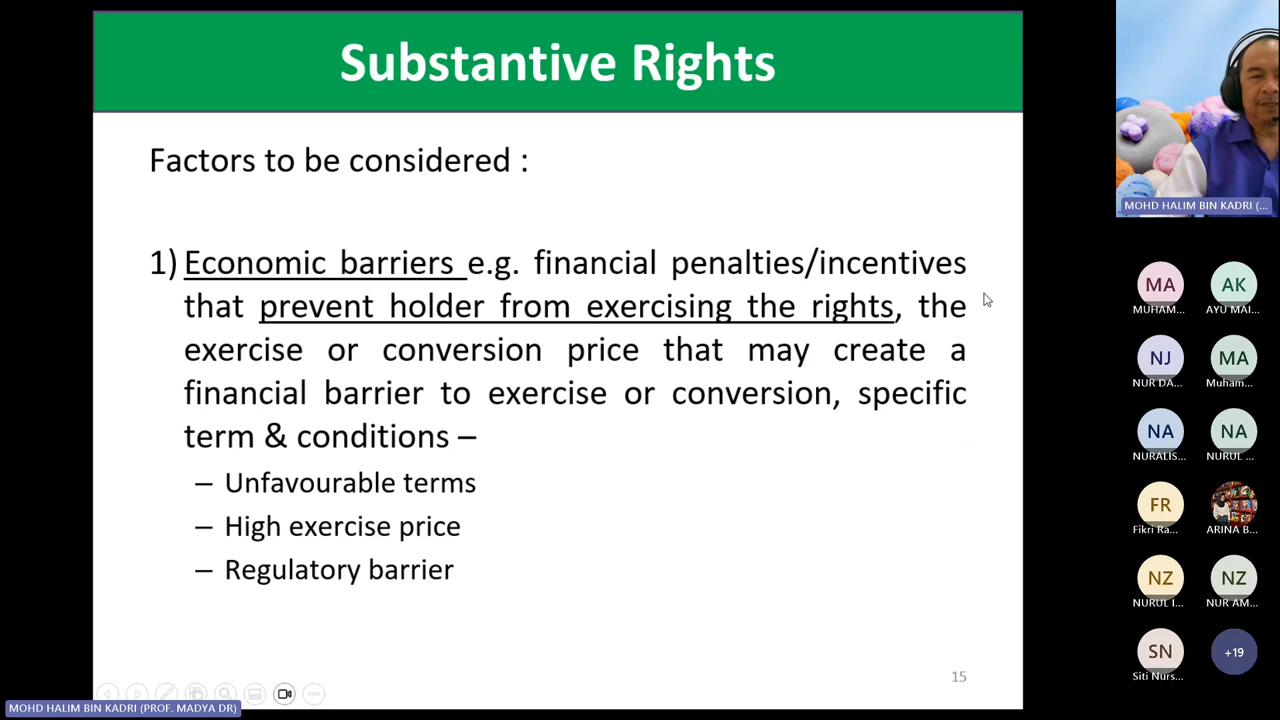 Substantive Rights
Factors to be considered :
1) Economic barriers e.g. financial penalties/incentives
that prevent holder from exercising the rights, the
exercise or conversion price that may create a
financial barrier to exercise or conversion, specific
term & conditions –
– Unfavourable terms
– High exercise price
– Regulatory barrier
15
MOHD HALIM BIN KADRI (PROF. MADYA DR)
MOHD HALIM BIN KADRI (...
MA
MUHAM...
AK
AYU MAI...
NJ
NUR DA...
MA
Muham...
NA
NURALIS...
NA
NURUL ...
FR
Fikri Ra...
ARINA B...
NZ
NURUL I...
NZ
NUR AM...
SN
Siti Nurs...
+19